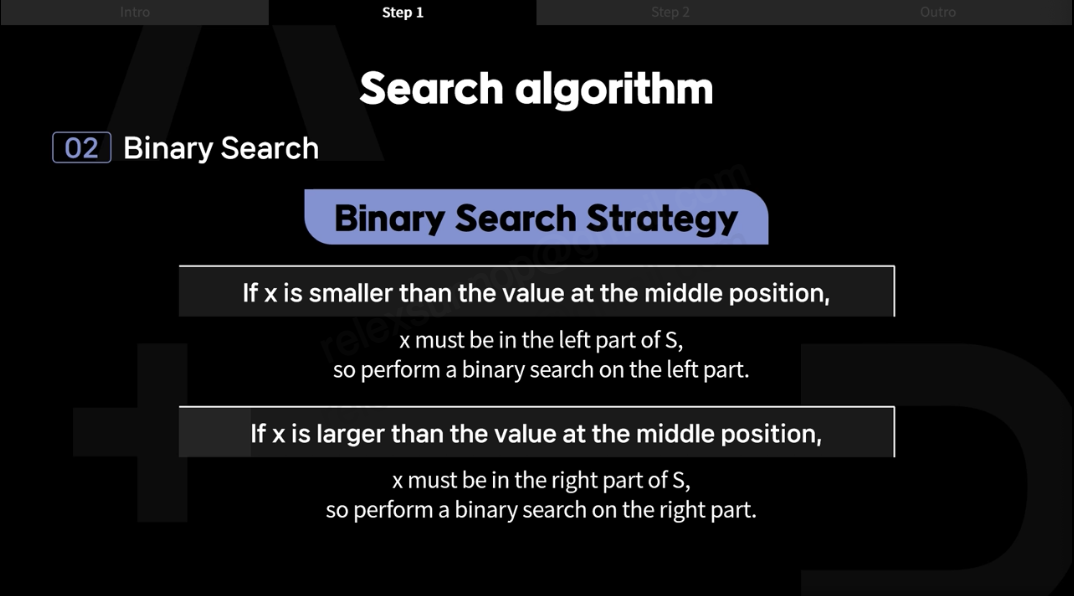 Intro
Step 1
Step 2
Outro
Search algorithm
02 Binary Search
Binary Search Strategy
If x is smaller than the value at the middle position,
x must be in the left part of S,
so perform a binary search on the left part.
If x is larger than the value at the middle position,
x must be in the right part of S,
so perform a binary search on the right part.